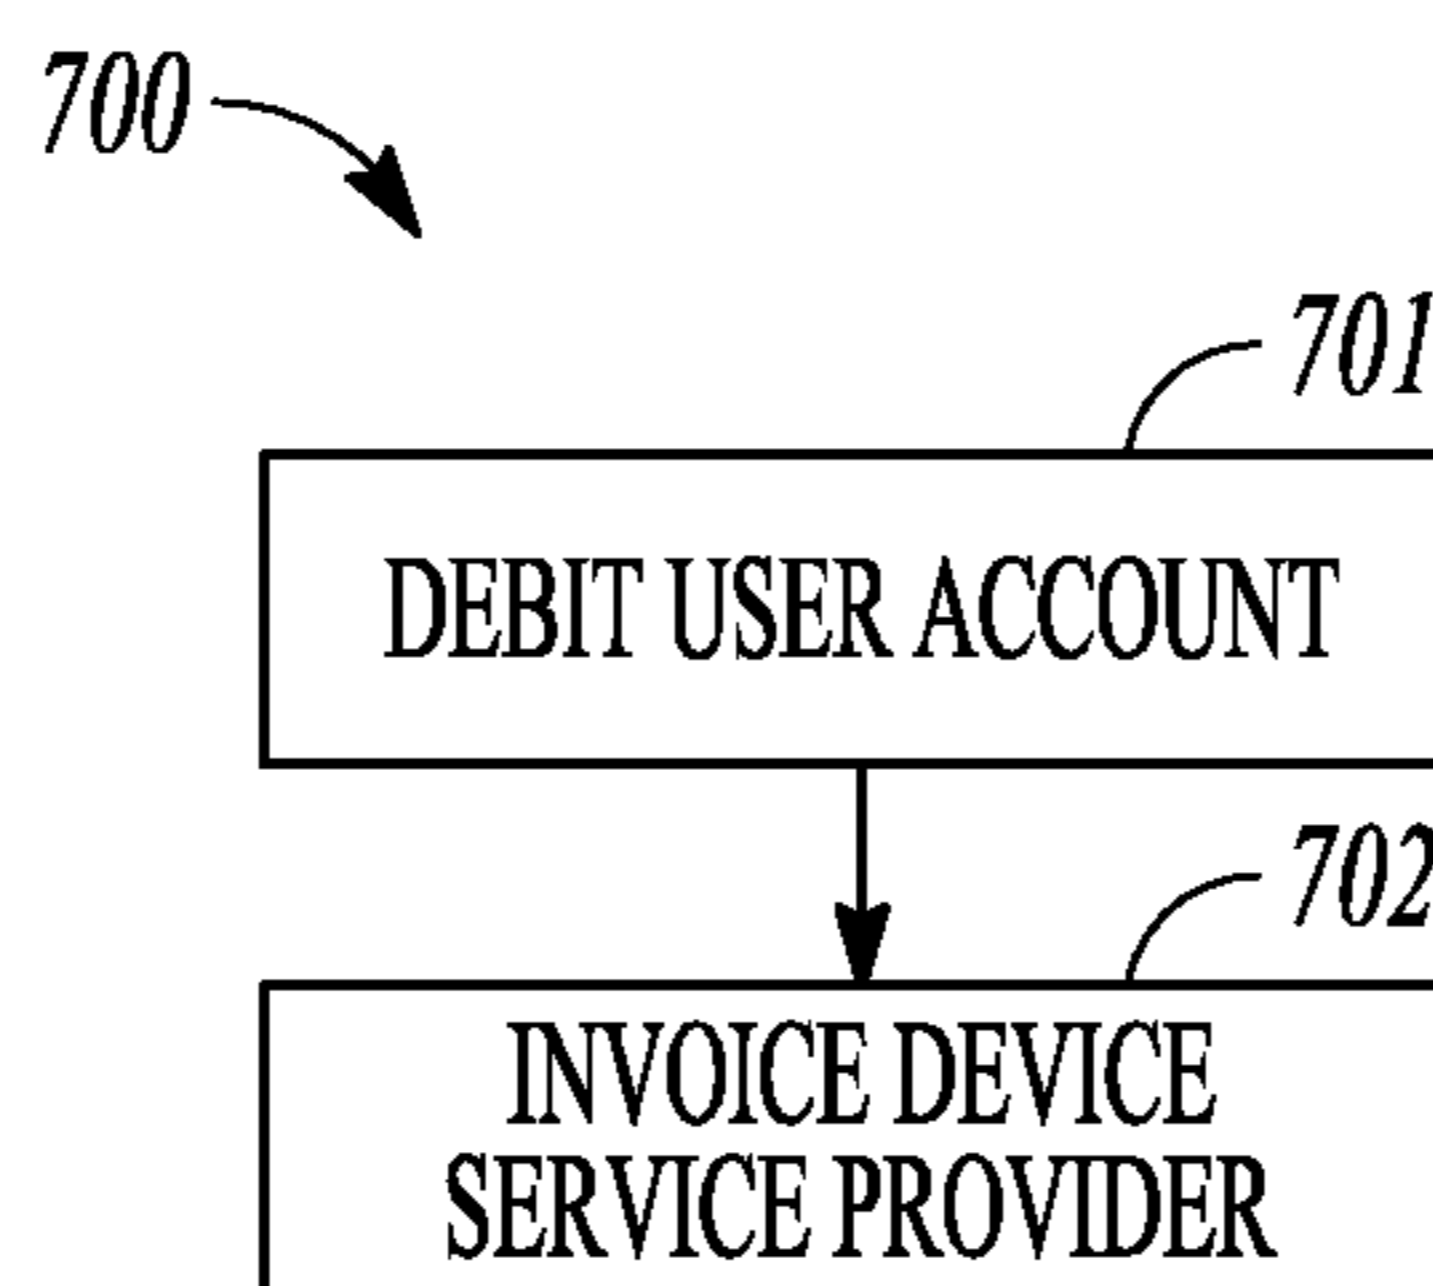 700
701
DEBIT USER ACCOUNT
702
INVOICE DEVICE
SERVICE PROVIDER